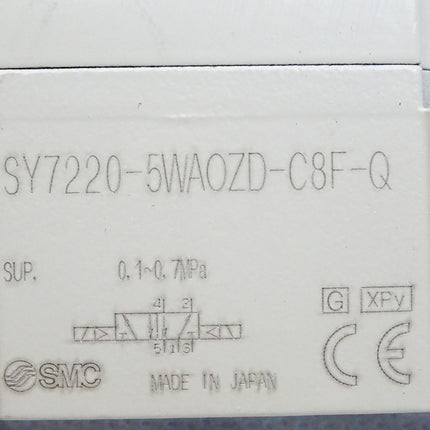 SY7220-5WAOZD-C8F-Q
SUP. 0.1~0.7MPa
4 2
5 1 3
G XPy
CE
SMC MADE IN JAPAN